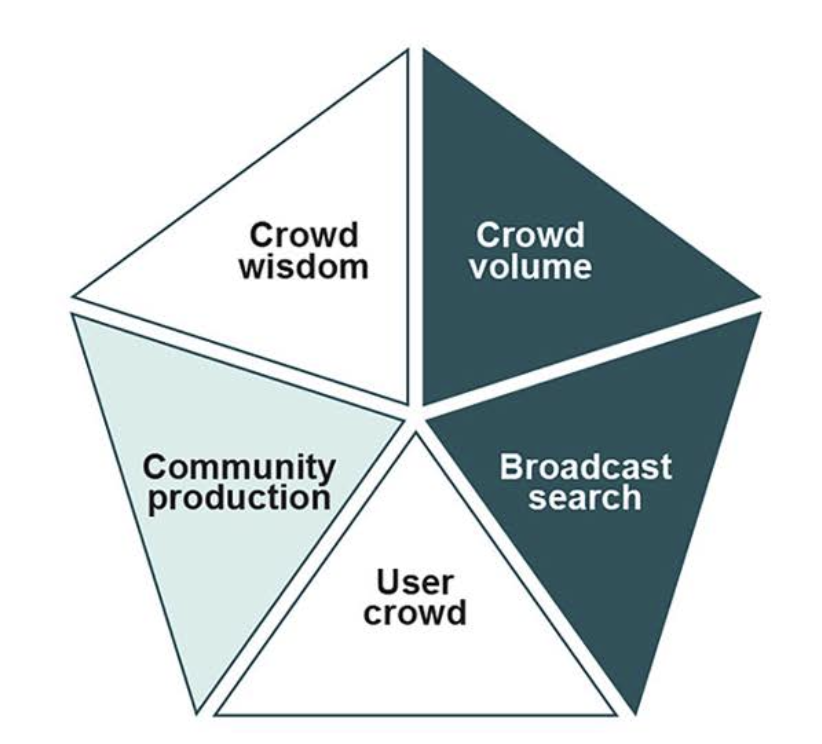 Crowd
wisdom
Crowd
volume
Community
production
Broadcast
search
User
crowd